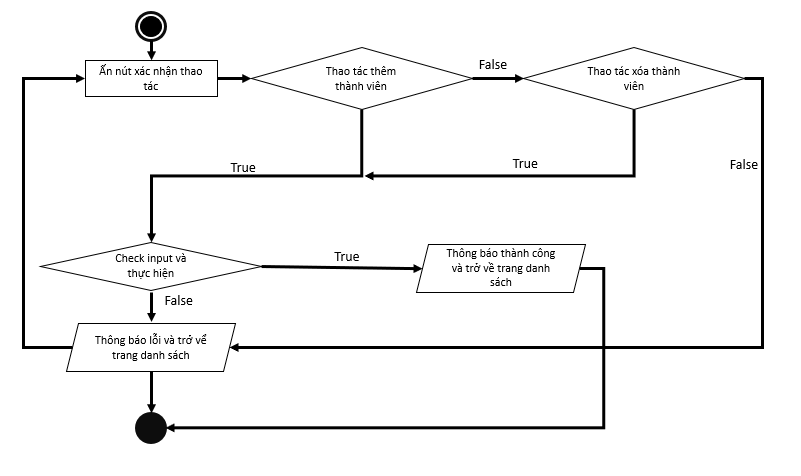 Ấn nút xác nhận thao
tác
Thao tác thêm
thành viên
False
Thao tác xóa thành
viên
True
True
False
Check input và
thực hiện
True
Thông báo thành công
và trở về trang danh
sách
False
Thông báo lỗi và trở về
trang danh sách